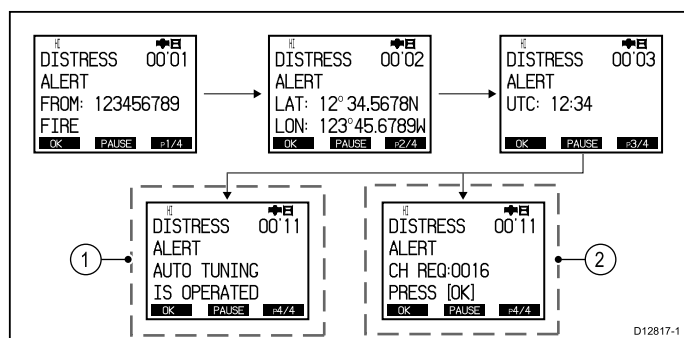 HI
DISTRESS 00'01
ALERT
FROM: 123456789
FIRE
OK PAUSE P1/4
HI
DISTRESS 00'02
ALERT
LAT: 12°34.5678N
LON: 123°45.6789W
OK PAUSE P2/4
HI
DISTRESS 00'03
ALERT
UTC: 12:34
OK PAUSE P3/4
1
HI
DISTRESS 00'11
ALERT
AUTO TUNING
IS OPERATED
OK PAUSE P4/4
HI
DISTRESS 00'11
ALERT
CH REQ:0016
PRESS [OK]
OK PAUSE P4/4
2
D12817-1